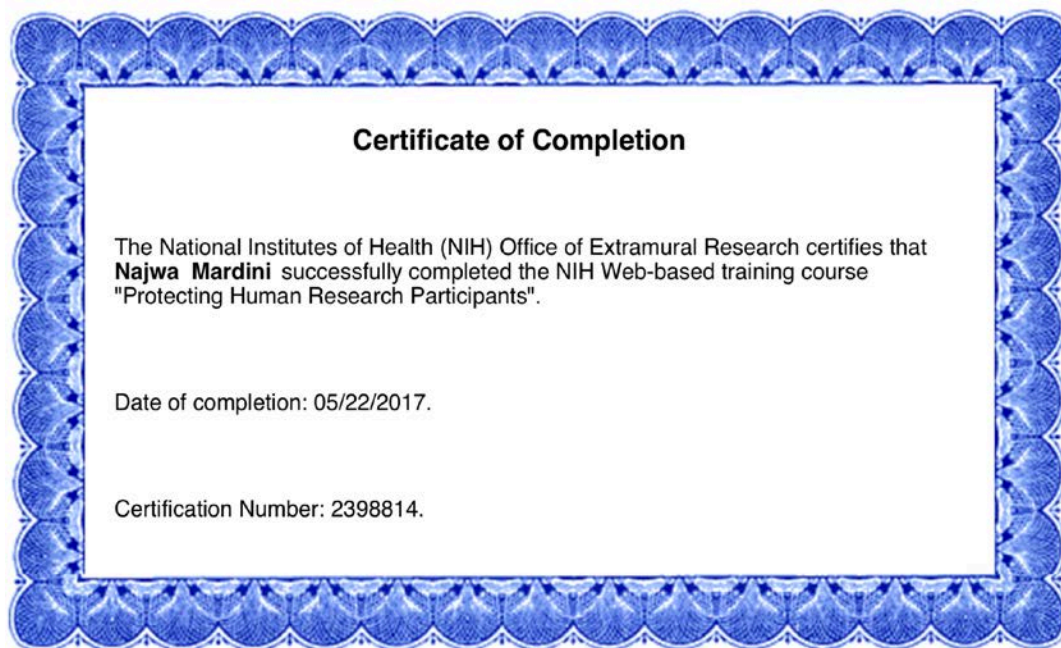 Certificate of Completion
The National Institutes of Health (NIH) Office of Extramural Research certifies that
Najwa Mardini successfully completed the NIH Web-based training course
"Protecting Human Research Participants".
Date of completion: 05/22/2017.
Certification Number: 2398814.